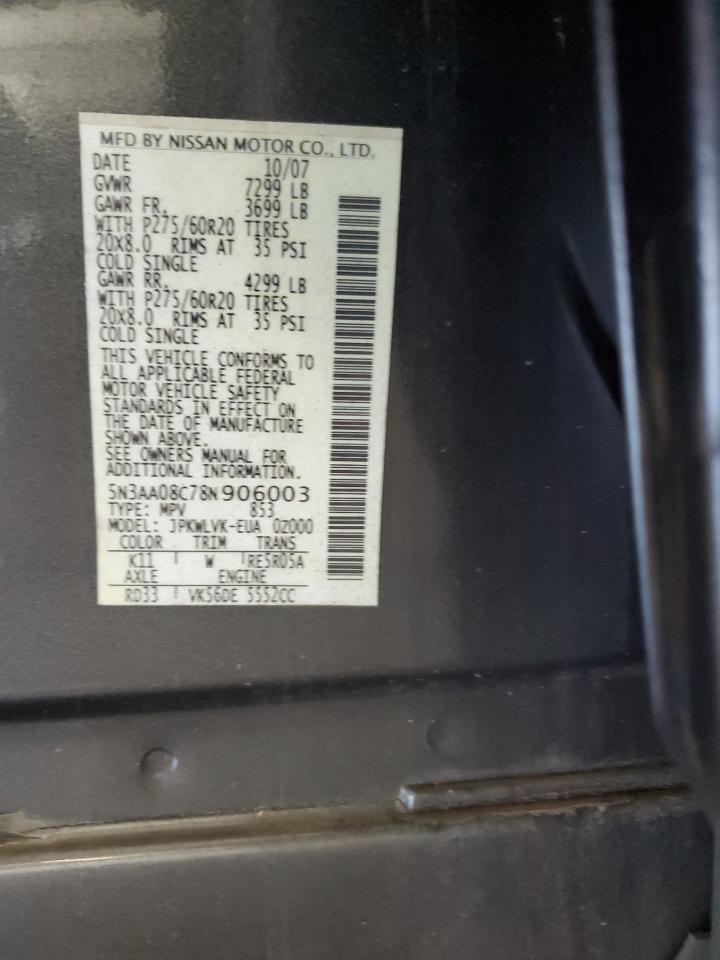 MFD BY NISSAN MOTOR CO., LTD.
DATE 10/07
GVWR 7299 LB
GAWR FR. 3699 LB
WITH P275/60R20 TIRES
20X8.0 RIMS AT 35 PSI
COLD SINGLE
GAWR RR. 4299 LB
WITH P275/60R20 TIRES
20X8.0 RIMS AT 35 PSI
COLD SINGLE
THIS VEHICLE CONFORMS TO
ALL APPLICABLE FEDERAL
MOTOR VEHICLE SAFETY
STANDARDS IN EFFECT ON
THE DATE OF MANUFACTURE
SHOWN ABOVE.
SEE OWNERS MANUAL FOR
ADDITIONAL INFORMATION.
5N3AA08C78N906003
TYPE: MPV 853
MODEL: JPKWLVK-EUA 0Z000
COLOR TRIM TRANS
K11 W RE5R05A
AXLE ENGINE
RD33 VK56DE 5552CC